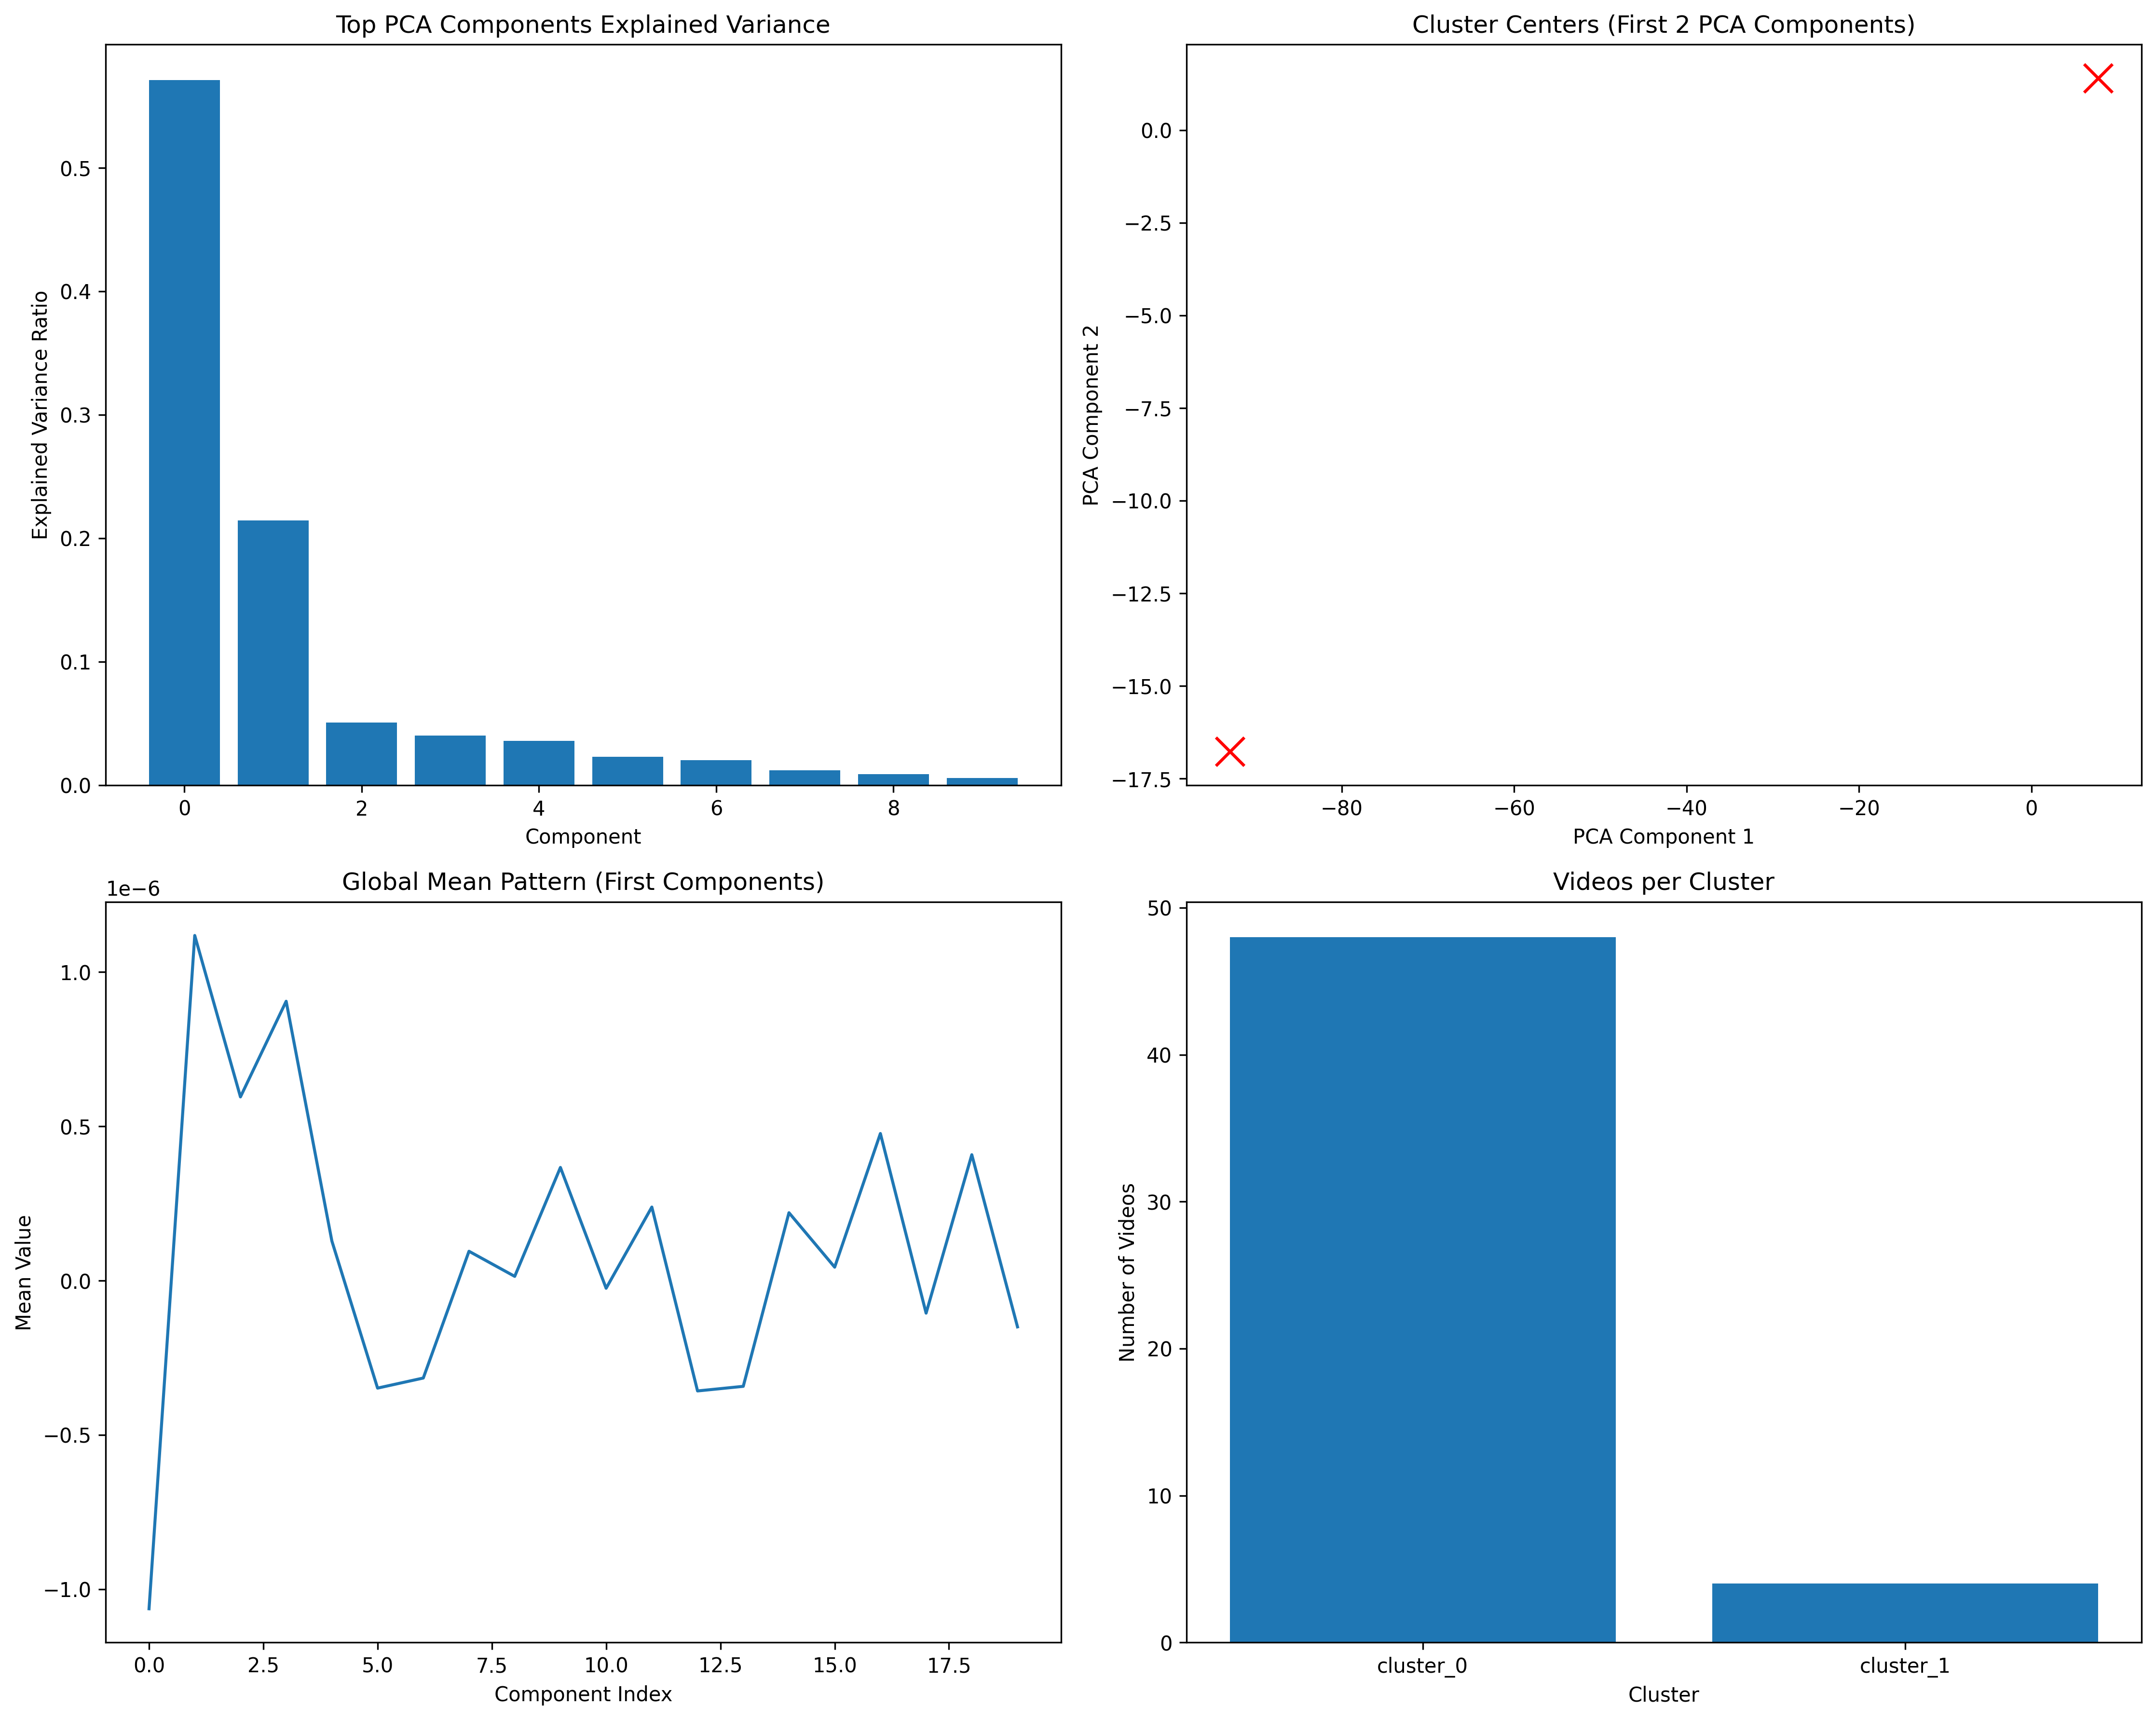 Top PCA Components Explained Variance
Explained Variance Ratio
0.5
0.4
0.3
0.2
0.1
0.0
0 2 4 6 8
Component
Cluster Centers (First 2 PCA Components)
PCA Component 2
0.0
−2.5
−5.0
−7.5
−10.0
−12.5
−15.0
−17.5
−80 −60 −40 −20 0
PCA Component 1
Global Mean Pattern (First Components)
1e−6
Mean Value
1.0
0.5
0.0
−0.5
−1.0
0.0 2.5 5.0 7.5 10.0 12.5 15.0 17.5
Component Index
Videos per Cluster
Number of Videos
50
40
30
20
10
0
cluster_0 cluster_1
Cluster